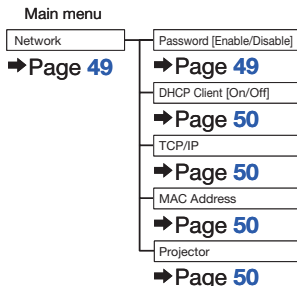 Main menu
Network
➡Page 49
Password [Enable/Disable]
➡Page 49
DHCP Client [On/Off]
➡Page 50
TCP/IP
➡Page 50
MAC Address
➡Page 50
Projector
➡Page 50